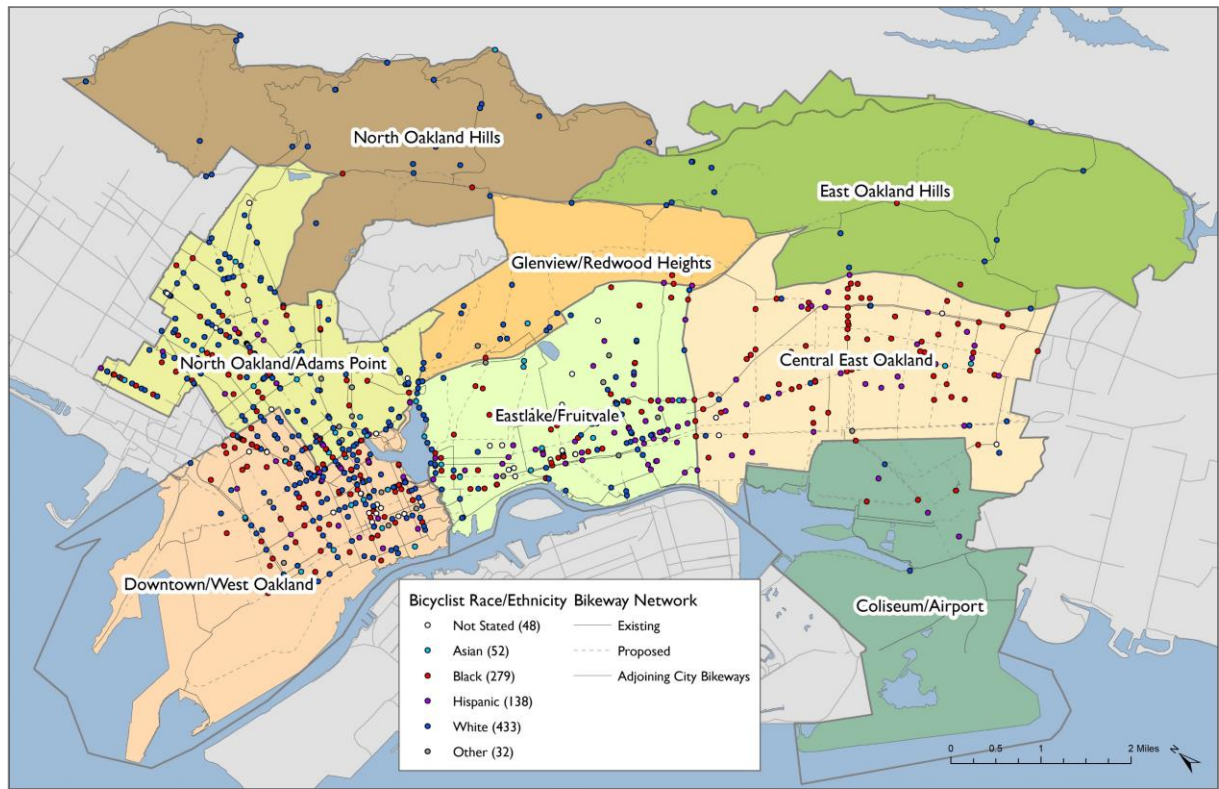 North Oakland Hills
East Oakland Hills
Glenview/Redwood Heights
North Oakland/Adams Point
Central East Oakland
Eastlake/Fruitvale
Downtown/West Oakland
Coliseum/Airport
Bicyclist Race/Ethnicity
Not Stated (48)
Asian (52)
Black (279)
Hispanic (138)
White (433)
Other (32)
Bikeway Network
Existing
Proposed
Adjoining City Bikeways
0 0.5 1 2 Miles
N